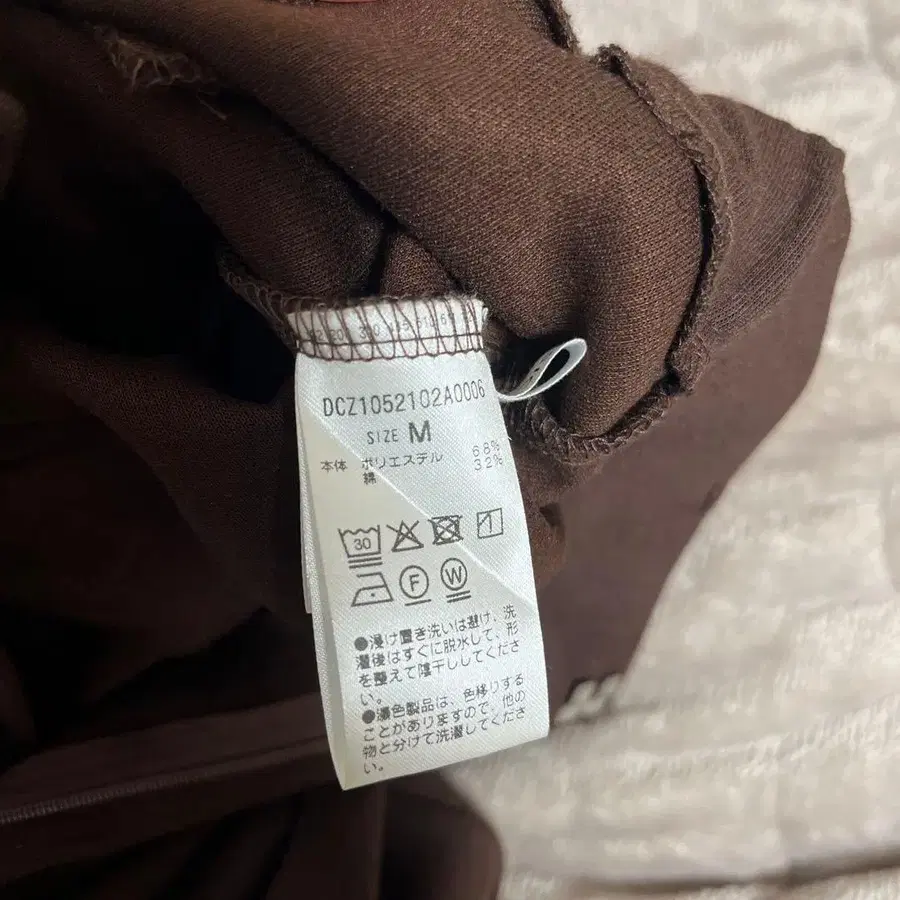 DCZ1052102A0006
SIZE M
本体 ポリエステル 68%
綿 32%
30
F W
●浸け置き洗いは避け、洗
濯後はすぐに脱水して、形
を整えて陰干ししてくださ
い。
●濃色製品は、色移りする
ことがありますので、他の
物と分けて洗濯してくださ
い。